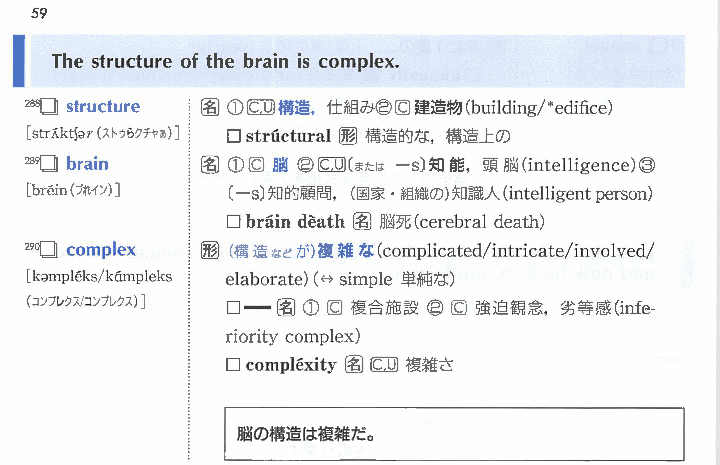 59
The structure of the brain is complex.
288 structure
[strʌ́ktʃər (ストゥらクチャぁ)]
名 ① C,U 構造，仕組み ② C 建造物(building/*edifice)
□ strúctural 形 構造的な，構造上の
289 brain
[bréin (ブれイン)]
名 ① C 脳 ② C,U (または —s)知能，頭脳(intelligence) ③
(—s)知的顧問，(国家・組織の)知識人(intelligent person)
□ bráin dèath 名 脳死(cerebral death)
290 complex
[kəmpléks/kámpleks
(コンプレクス/コンプレクス)]
形 (構造などが)複雑な(complicated/intricate/involved/
elaborate) (↔ simple 単純な)
□ — 名 ① C 複合施設 ② C 強迫観念，劣等感(infe-
riority complex)
□ compléxity 名 C,U 複雑さ
脳の構造は複雑だ。